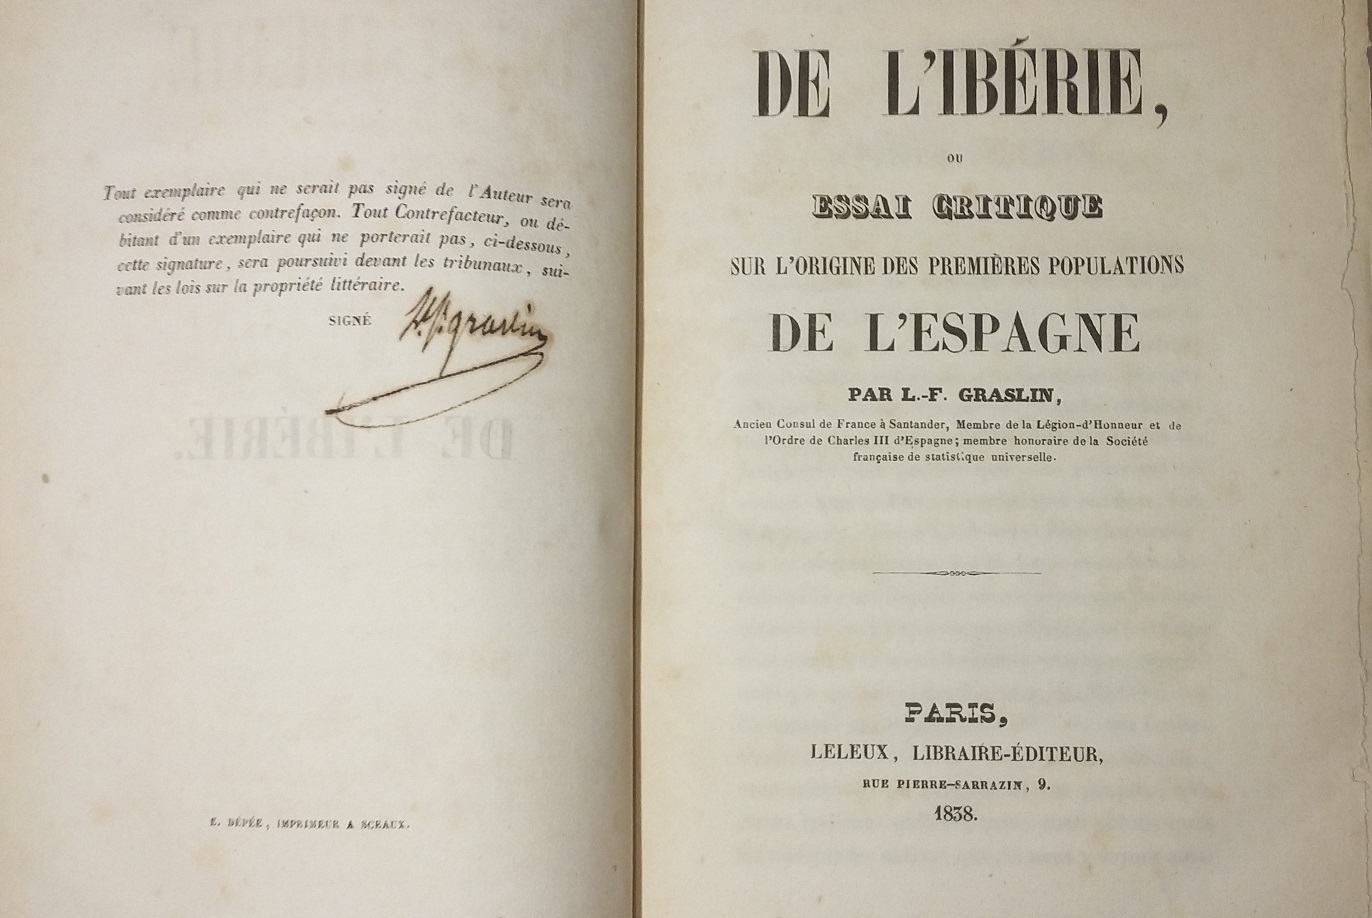 Tout exemplaire qui ne serait pas signé de l'Auteur sera
considéré comme contrefaçon. Tout Contrefacteur, ou dé-
bitant d'un exemplaire qui ne porterait pas, ci-dessous,
cette signature, sera poursuivi devant les tribunaux, sui-
vant les lois sur la propriété littéraire.
SIGNÉ
graslin
DE L'IBÉRIE.
E. DÉPÉE, IMPRIMEUR A SCEAUX.
DE L'IBÉRIE,
OU
ESSAI CRITIQUE
SUR L'ORIGINE DES PREMIÈRES POPULATIONS
DE L'ESPAGNE
PAR L.-F. GRASLIN,
Ancien Consul de France à Santander, Membre de la Légion-d'Honneur et de
l'Ordre de Charles III d'Espagne; membre honoraire de la Société
française de statistique universelle.
PARIS,
LELEUX, LIBRAIRE-ÉDITEUR,
RUE PIERRE-SARRAZIN, 9.
1838.